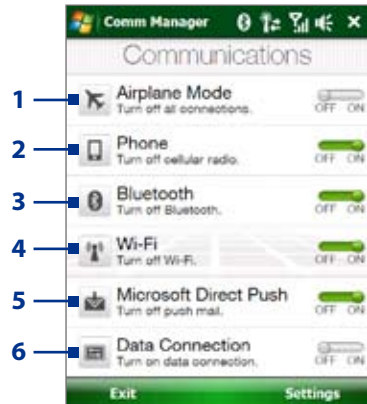 Comm Manager
Communications
1 Airplane Mode
Turn off all connections.
OFF ON
2 Phone
Turn off cellular radio.
OFF ON
3 Bluetooth
Turn off Bluetooth.
OFF ON
4 Wi-Fi
Turn off Wi-Fi.
OFF ON
5 Microsoft Direct Push
Turn off push mail.
OFF ON
6 Data Connection
Turn on data connection.
OFF ON
Exit Settings